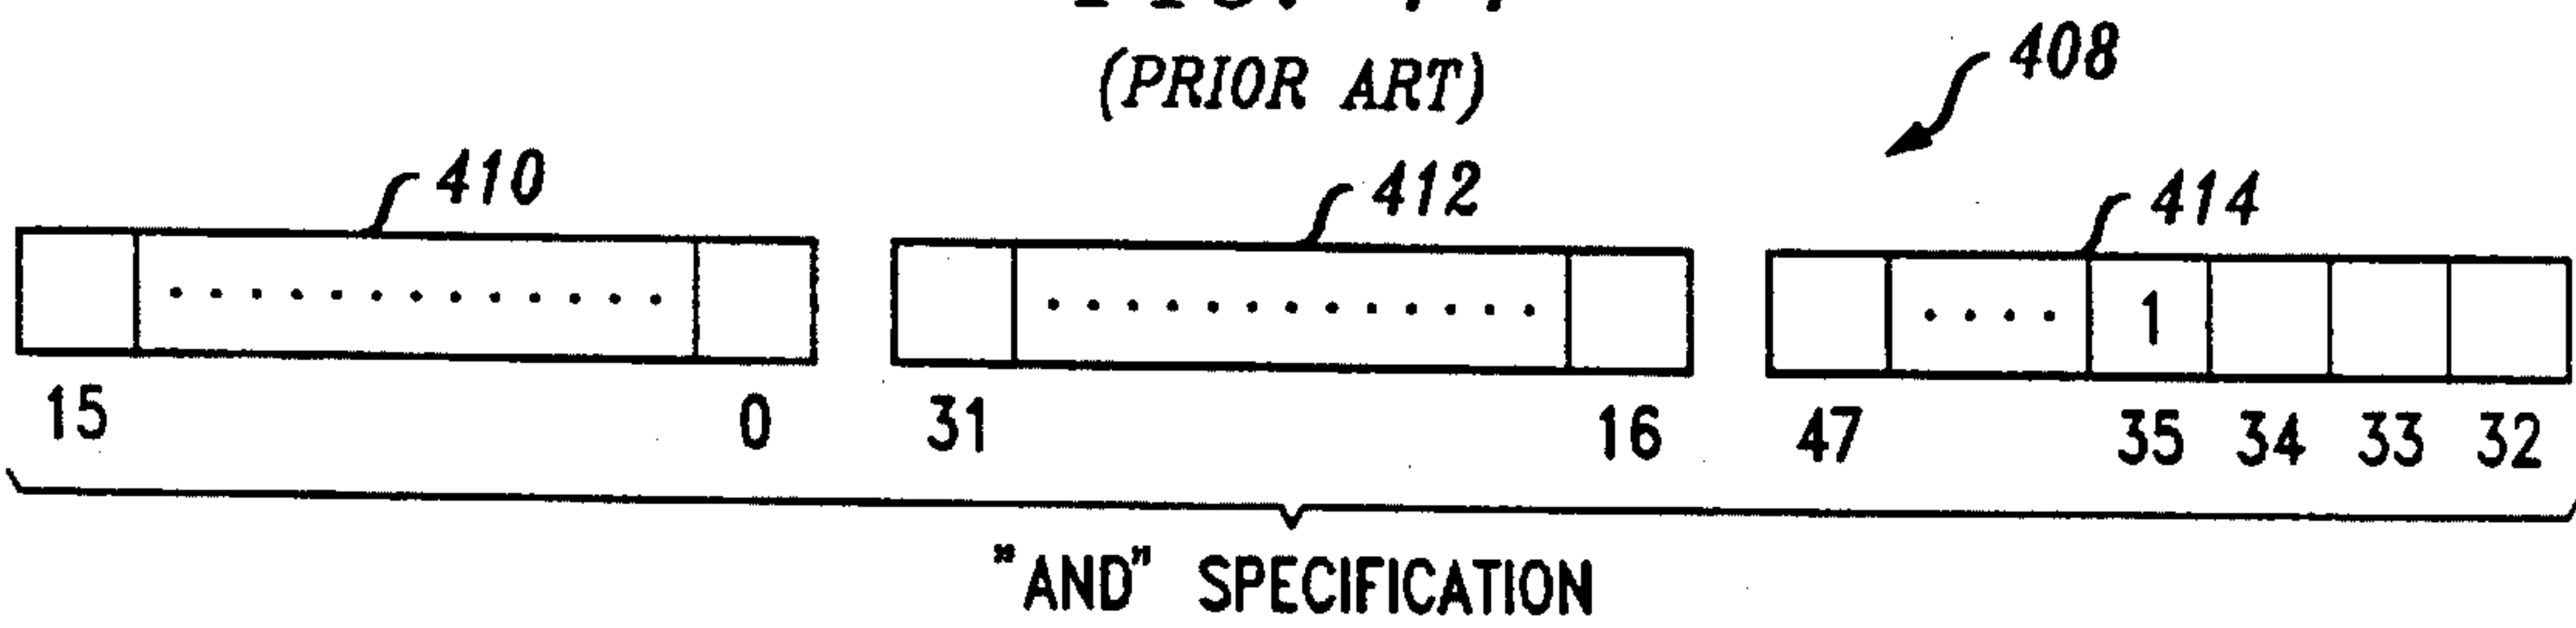 (PRIOR ART)
408
410
412
414
1
15 0 31 16 47 35 34 33 32
"AND" SPECIFICATION